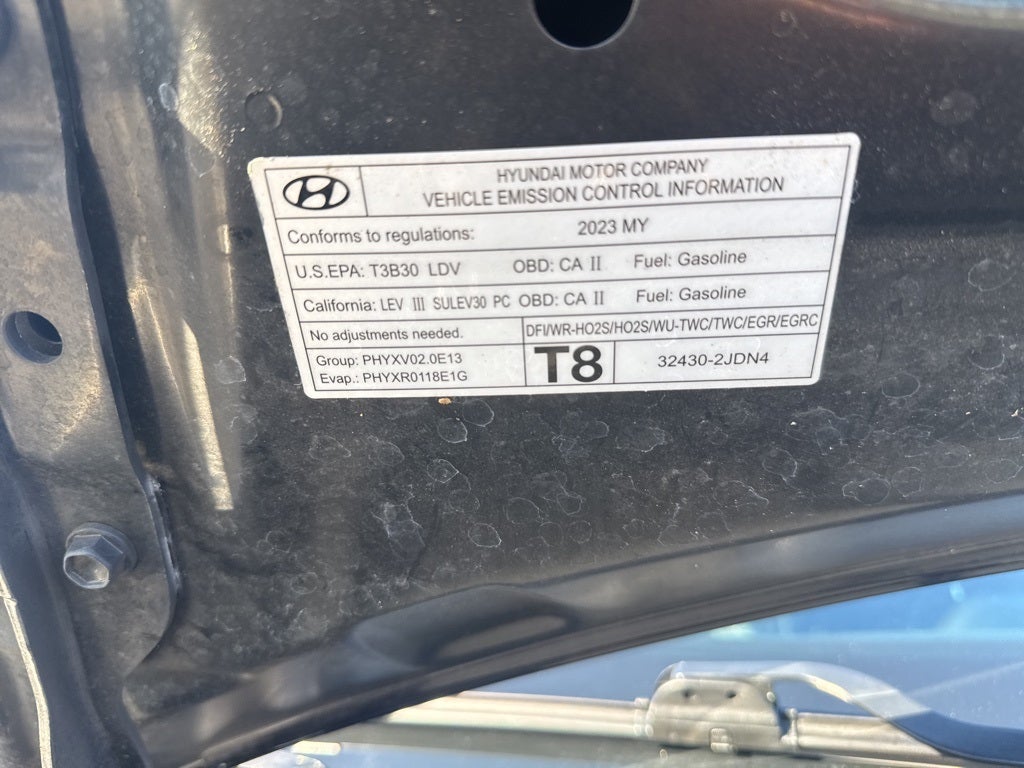 HYUNDAI MOTOR COMPANY
VEHICLE EMISSION CONTROL INFORMATION
Conforms to regulations: 2023 MY
U.S.EPA: T3B30 LDV OBD: CA II Fuel: Gasoline
California: LEV III SULEV30 PC OBD: CA II Fuel: Gasoline
No adjustments needed. DFI/WR-HO2S/HO2S/WU-TWC/TWC/EGR/EGRC
Group: PHYXV02.0E13
Evap.: PHYXR0118E1G
T8 32430-2JDN4